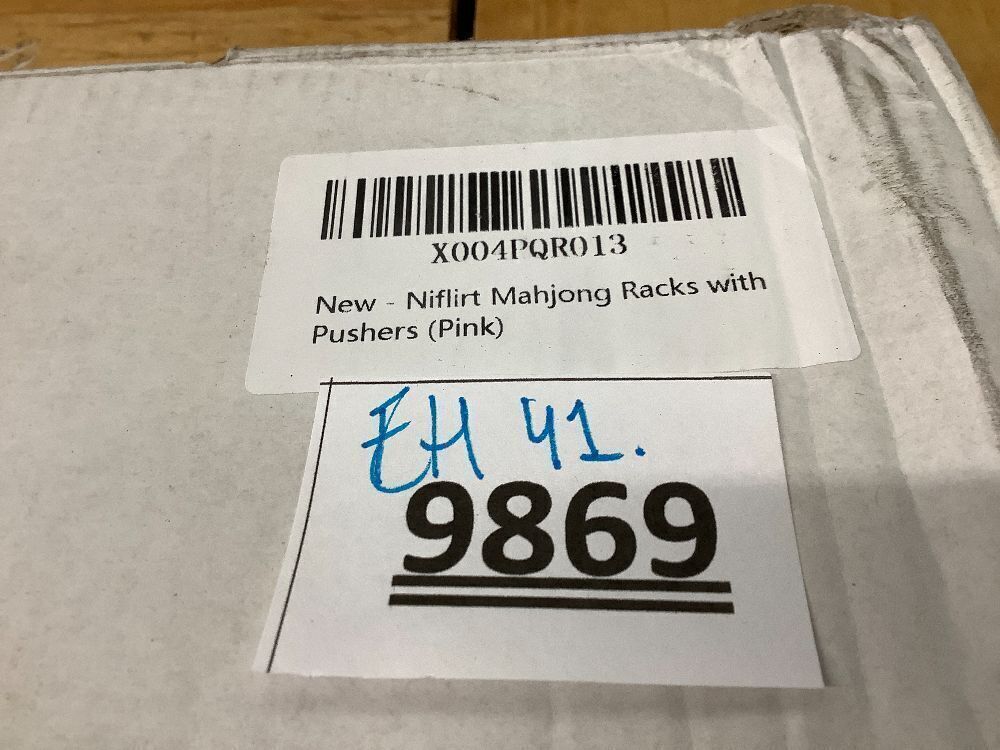 X004PQR013
New - Niflirt Mahjong Racks with
Pushers (Pink)
EH 41.
9869